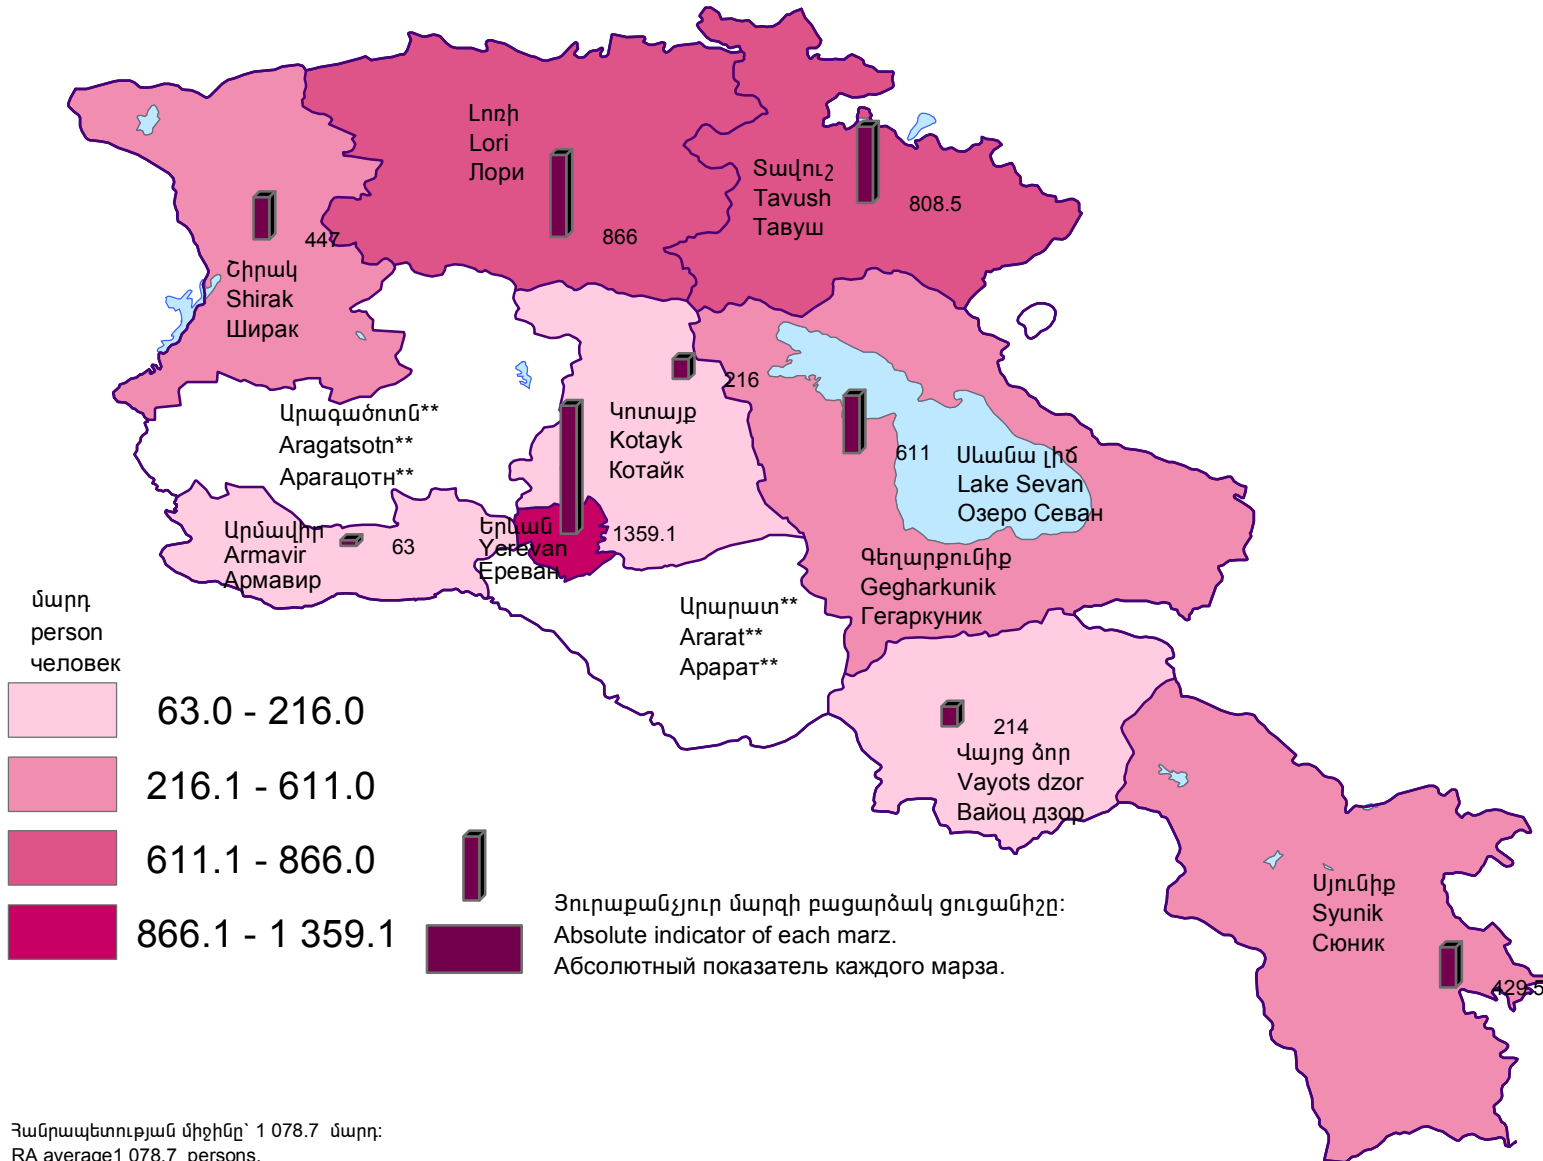 Լոռի
Lori
Лори
866
Տավուշ
Tavush
Тавуш
808.5
447
Շիրակ
Shirak
Ширак
216
Կոտայք
Kotayk
Котайк
Արագածոտն**
Aragatsotn**
Арагацотн**
611
Սևանա լիճ
Lake Sevan
Озеро Севан
Արմավիր
Armavir
Армавир
63
Երևան
Yerevan
Ереван
1359.1
Գեղարքունիք
Gegharkunik
Гегаркуник
Արարատ**
Ararat**
Арарат**
214
Վայոց ձոր
Vayots dzor
Вайоц дзор
Սյունիք
Syunik
Сюник
429.5
մարդ
person
человек
63.0 - 216.0
216.1 - 611.0
611.1 - 866.0
866.1 - 1 359.1
Յուրաքանչյուր մարզի բացարձակ ցուցանիշը:
Absolute indicator of each marz.
Абсолютный показатель каждого марза.
Հանրապետության միջինը` 1 078.7 մարդ:
RA average1 078.7 persons.